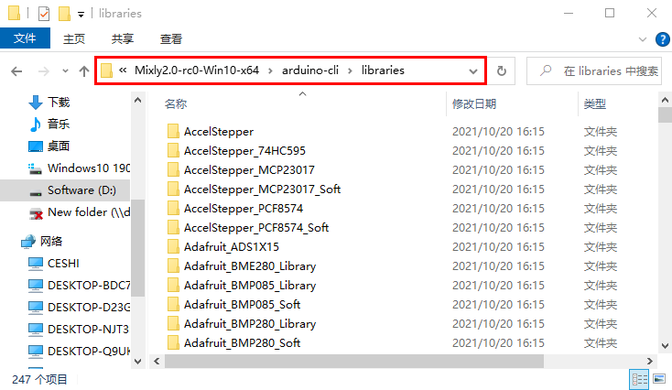 libraries
文件
主页
共享
查看
« Mixly2.0-rc0-Win10-x64 > arduino-cli > libraries
在 libraries 中搜索
下载
音乐
桌面
Windows10 190
Software (D:)
New folder (\\d
网络
CESHI
DESKTOP-BDC7
DESKTOP-D23G
DESKTOP-NJT3
DESKTOP-Q9UK
名称 修改日期 类型
AccelStepper 2021/10/20 16:15 文件夹
AccelStepper_74HC595 2021/10/20 16:15 文件夹
AccelStepper_MCP23017 2021/10/20 16:15 文件夹
AccelStepper_MCP23017_Soft 2021/10/20 16:15 文件夹
AccelStepper_PCF8574 2021/10/20 16:15 文件夹
AccelStepper_PCF8574_Soft 2021/10/20 16:15 文件夹
Adafruit_ADS1X15 2021/10/20 16:15 文件夹
Adafruit_BME280_Library 2021/10/20 16:15 文件夹
Adafruit_BMP085_Library 2021/10/20 16:15 文件夹
Adafruit_BMP085_Soft 2021/10/20 16:15 文件夹
Adafruit_BMP280_Library 2021/10/20 16:15 文件夹
Adafruit_BMP280_Soft 2021/10/20 16:15 文件夹
247 个项目